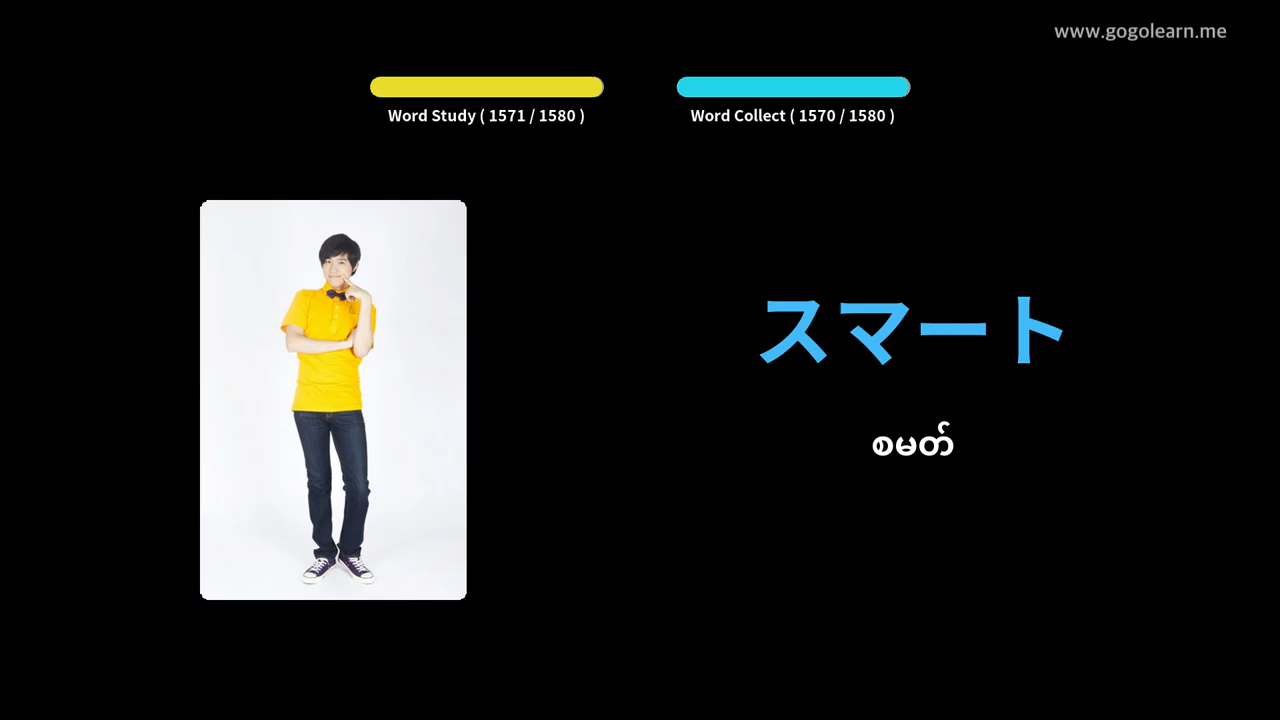 www.gogolearn.me
Word Study ( 1571 / 1580 )
Word Collect ( 1570 / 1580 )
スマート
စမတ်